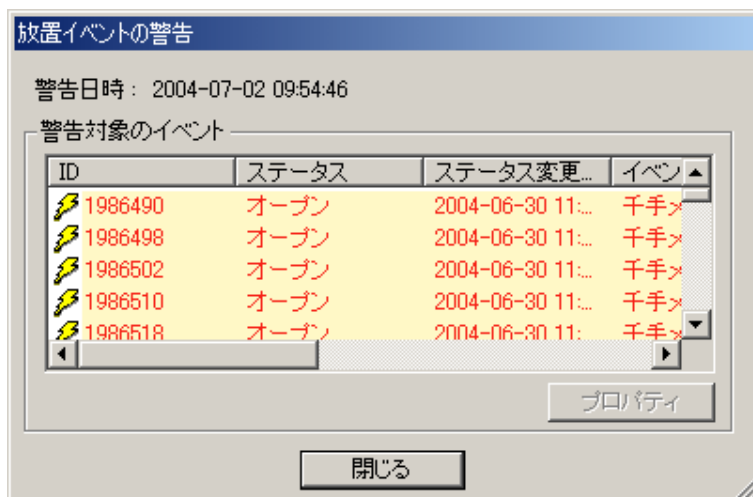 放置イベントの警告
警告日時： 2004-07-02 09:54:46
警告対象のイベント
ID ステータス ステータス変更... イベン
1986490 オープン 2004-06-30 11:... 千手
1986498 オープン 2004-06-30 11:... 千手
1986502 オープン 2004-06-30 11:... 千手
1986510 オープン 2004-06-30 11:... 千手
1986518 オープン 2004-06-30 11: 千手
プロパティ
閉じる